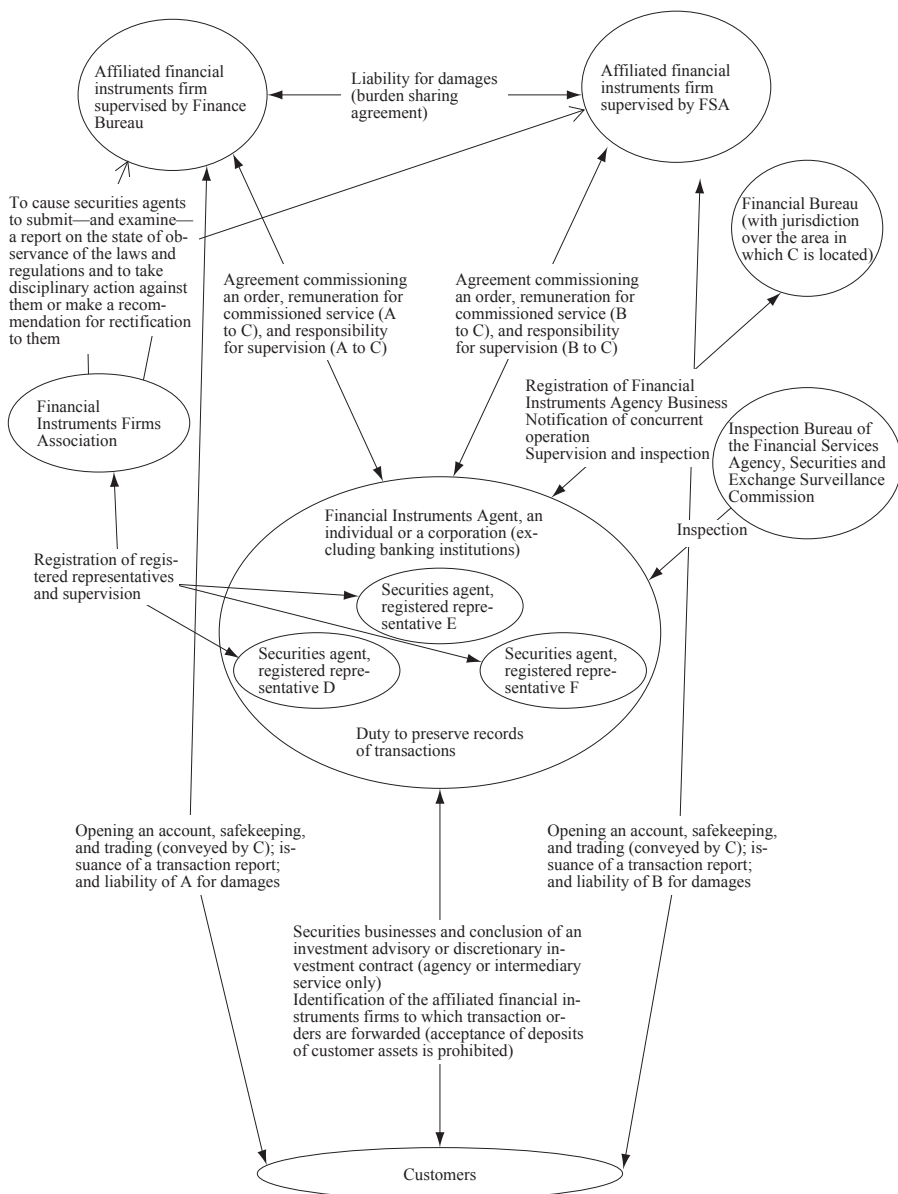 Affiliated financial
instruments firm
supervised by Finance
Bureau
Liability for damages
(burden sharing
agreement)
Affiliated financial
instruments firm
supervised by FSA
To cause securities agents
to submit—and examine—
a report on the state of ob-
servance of the laws and
regulations and to take
disciplinary action against
them or make a recom-
mendation for rectification
to them
Financial Bureau
(with jurisdiction
over the area in
which C is located)
Agreement commissioning
an order, remuneration for
commissioned service (A
to C), and responsibility
for supervision (A to C)
Agreement commissioning
an order, remuneration for
commissioned service (B
to C), and responsibility
for supervision (B to C)
Financial
Instruments Firms
Association
Registration of Financial
Instruments Agency Business
Notification of concurrent
operation
Supervision and inspection
Inspection Bureau of
the Financial Services
Agency, Securities and
Exchange Surveillance
Commission
Inspection
Financial Instruments Agent, an
individual or a corporation (ex-
cluding banking institutions)
Registration of regis-
tered representatives
and supervision
Securities agent,
registered repre-
sentative E
Securities agent,
registered repre-
sentative D
Securities agent,
registered repre-
sentative F
Duty to preserve records
of transactions
Opening an account, safekeeping,
and trading (conveyed by C); is-
suance of a transaction report;
and liability of A for damages
Opening an account, safekeeping,
and trading (conveyed by C); is-
suance of a transaction report;
and liability of B for damages
Securities businesses and conclusion of an
investment advisory or discretionary in-
vestment contract (agency or intermediary
service only)
Identification of the affiliated financial in-
struments firms to which transaction or-
ders are forwarded (acceptance of deposits
of customer assets is prohibited)
Customers